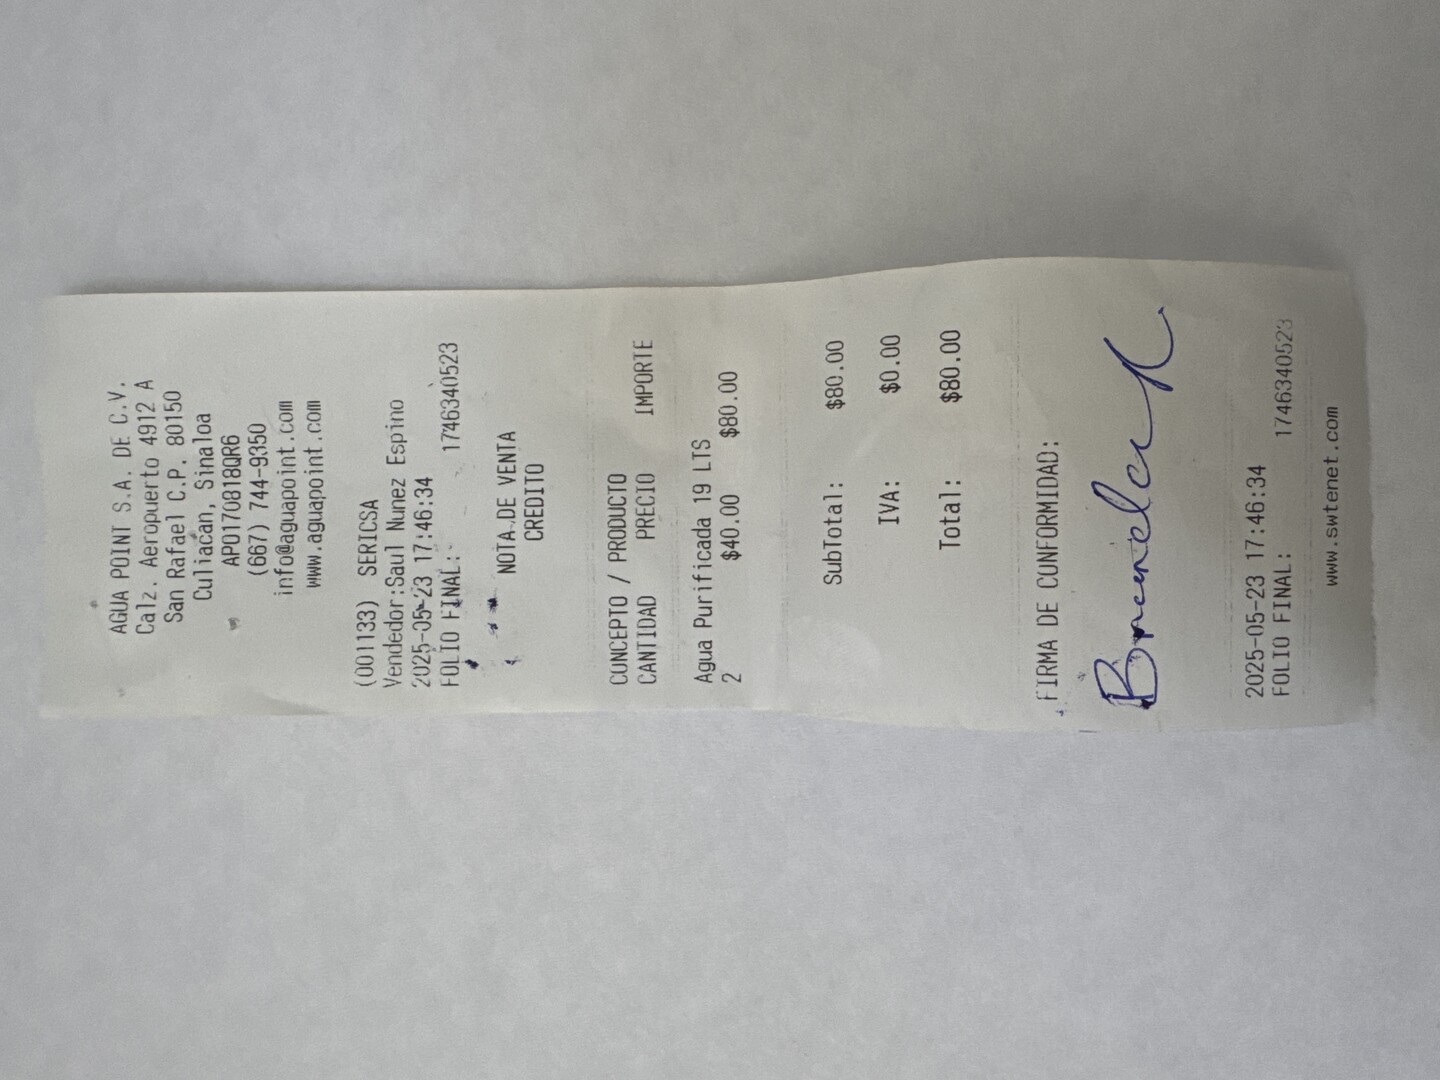 AGUA POINT S.A. DE C.V.
Calz. Aeropuerto 4912 A
San Rafael C.P. 80150
Culiacan, Sinaloa
APO170818QR6
(667) 744-9350
info@aguapoint.com
www.aguapoint.com
(001133) SERICSA
Vendedor:Saul Nunez Espino
2025-05-23 17:46:34
FOLIO FINAL: 1746340523
NOTA DE VENTA
CREDITO
CONCEPTO / PRODUCTO
CANTIDAD PRECIO IMPORTE
Agua Purificada 19 LTS
2 $40.00 $80.00
SubTotal: $80.00
IVA: $0.00
Total: $80.00
FIRMA DE CONFORMIDAD:
2025-05-23 17:46:34
FOLIO FINAL: 1746340523
www.swtenet.com